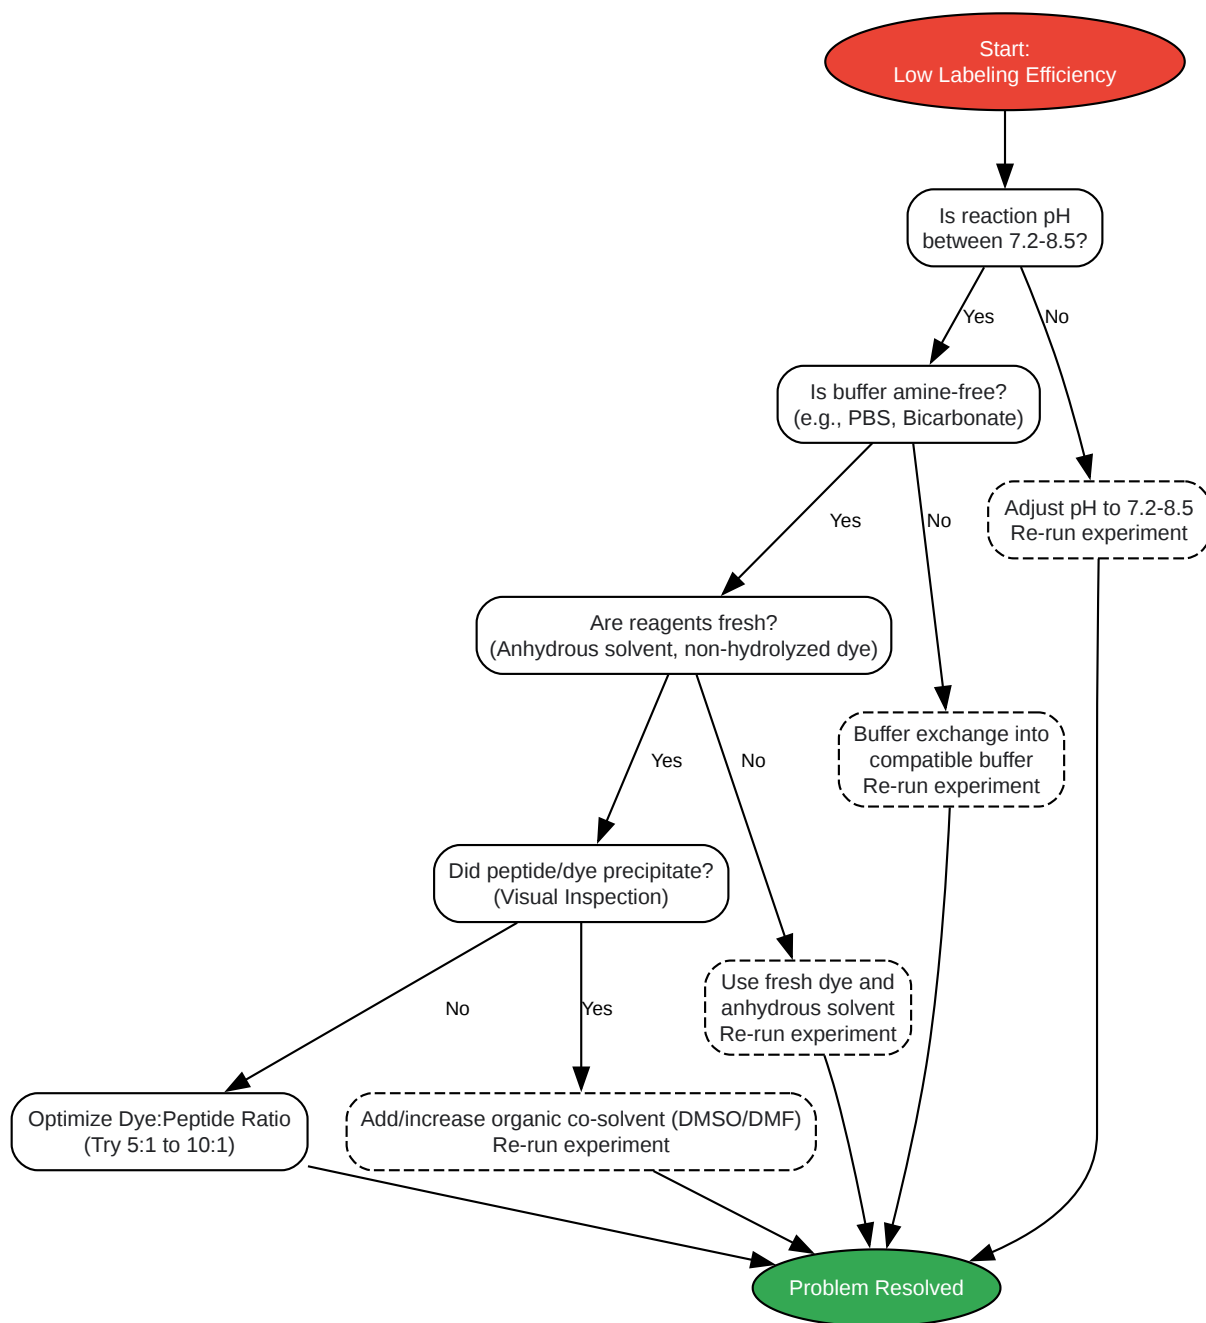 Start:
Low Labeling Efficiency
Is reaction pH
between 7.2-8.5?
Yes
No
Is buffer amine-free?
(e.g., PBS, Bicarbonate)
Adjust pH to 7.2-8.5
Re-run experiment
Yes
No
Are reagents fresh?
(Anhydrous solvent, non-hydrolyzed dye)
Buffer exchange into
compatible buffer
Re-run experiment
Yes
No
Did peptide/dye precipitate?
(Visual Inspection)
Use fresh dye and
anhydrous solvent
Re-run experiment
No
Yes
Optimize Dye:Peptide Ratio
(Try 5:1 to 10:1)
Add/increase organic co-solvent (DMSO/DMF)
Re-run experiment
Problem Resolved